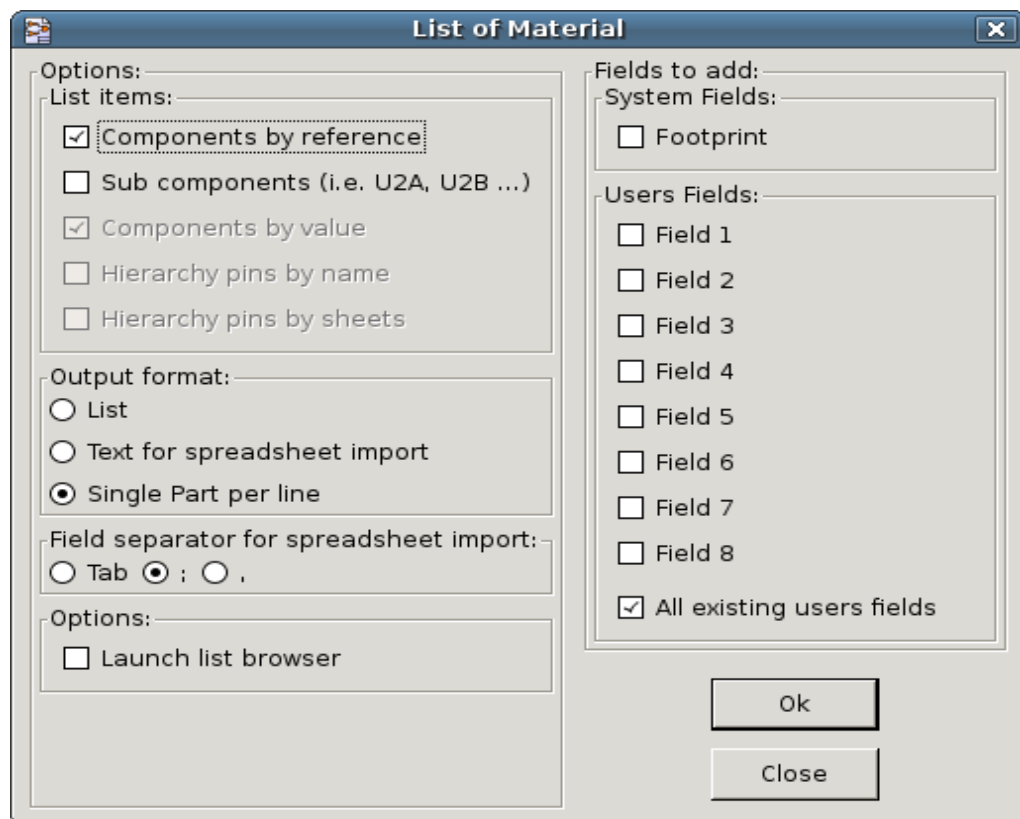 List of Material
Options:
List items:
Components by reference
Sub components (i.e. U2A, U2B ...)
Components by value
Hierarchy pins by name
Hierarchy pins by sheets
Output format:
List
Text for spreadsheet import
Single Part per line
Field separator for spreadsheet import:
Tab ; ,
Options:
Launch list browser
Fields to add:
System Fields:
Footprint
Users Fields:
Field 1
Field 2
Field 3
Field 4
Field 5
Field 6
Field 7
Field 8
All existing users fields
Ok
Close